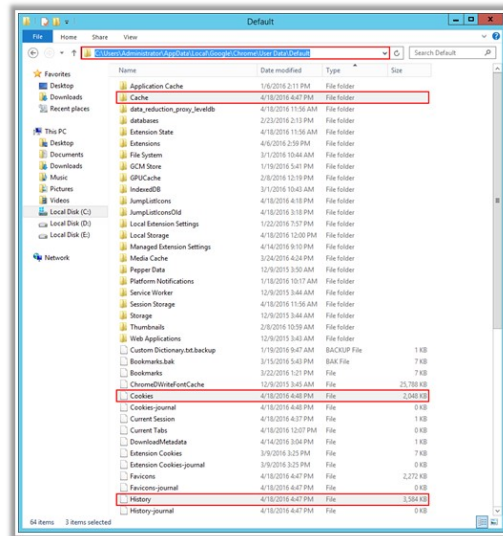 Default
File Home Share View
C:\Users\Administrator\AppData\Local\Google\Chrome\User Data\Default
Search Default
Favorites
Desktop
Downloads
Recent places
This PC
Desktop
Documents
Downloads
Music
Pictures
Videos
Local Disk (C:)
Local Disk (D:)
Local Disk (E:)
Network
Name Date modified Type Size
Application Cache 1/6/2016 2:11 PM File folder
Cache 4/18/2016 4:47 PM File folder
data_reduction_proxy_leveldb 4/18/2016 11:56 AM File folder
databases 2/23/2016 2:13 PM File folder
Extension State 4/18/2016 11:56 AM File folder
Extensions 4/6/2016 2:59 PM File folder
File System 3/1/2016 10:44 AM File folder
GCM Store 1/19/2016 5:41 PM File folder
GPUCache 2/8/2016 12:19 PM File folder
IndexedDB 3/1/2016 10:43 AM File folder
JumpListIcons 4/18/2016 4:18 PM File folder
JumpListIconsOld 4/18/2016 3:18 PM File folder
Local Extension Settings 1/22/2016 7:57 PM File folder
Local Storage 4/18/2016 12:00 PM File folder
Managed Extension Settings 4/14/2016 9:10 PM File folder
Media Cache 3/24/2016 4:24 PM File folder
Pepper Data 12/9/2015 3:50 AM File folder
Platform Notifications 1/18/2016 10:17 AM File folder
Service Worker 12/9/2015 3:44 AM File folder
Session Storage 4/18/2016 11:56 AM File folder
Storage 12/9/2015 3:44 AM File folder
Thumbnails 2/8/2016 10:59 AM File folder
Web Applications 12/9/2015 3:43 AM File folder
Custom Dictionary.txt.backup 1/19/2016 9:47 AM BACKUP File 1 KB
Bookmarks.bak 3/15/2016 5:43 PM BAK File 7 KB
Bookmarks 3/22/2016 1:21 PM File 7 KB
ChromeDWriteFontCache 12/9/2015 3:45 AM File 25,788 KB
Cookies 4/18/2016 4:48 PM File 2,048 KB
Cookies-journal 4/18/2016 4:48 PM File 0 KB
Current Session 4/18/2016 4:37 PM File 1 KB
Current Tabs 4/18/2016 12:07 PM File 0 KB
DownloadMetadata 4/14/2016 3:04 PM File 1 KB
Extension Cookies 3/9/2016 3:25 PM File 7 KB
Extension Cookies-journal 3/9/2016 3:25 PM File 0 KB
Favicons 4/18/2016 4:47 PM File 2,272 KB
Favicons-journal 4/18/2016 4:47 PM File 0 KB
History 4/18/2016 4:47 PM File 3,584 KB
History-journal 4/18/2016 4:47 PM File 0 KB
64 items 3 items selected